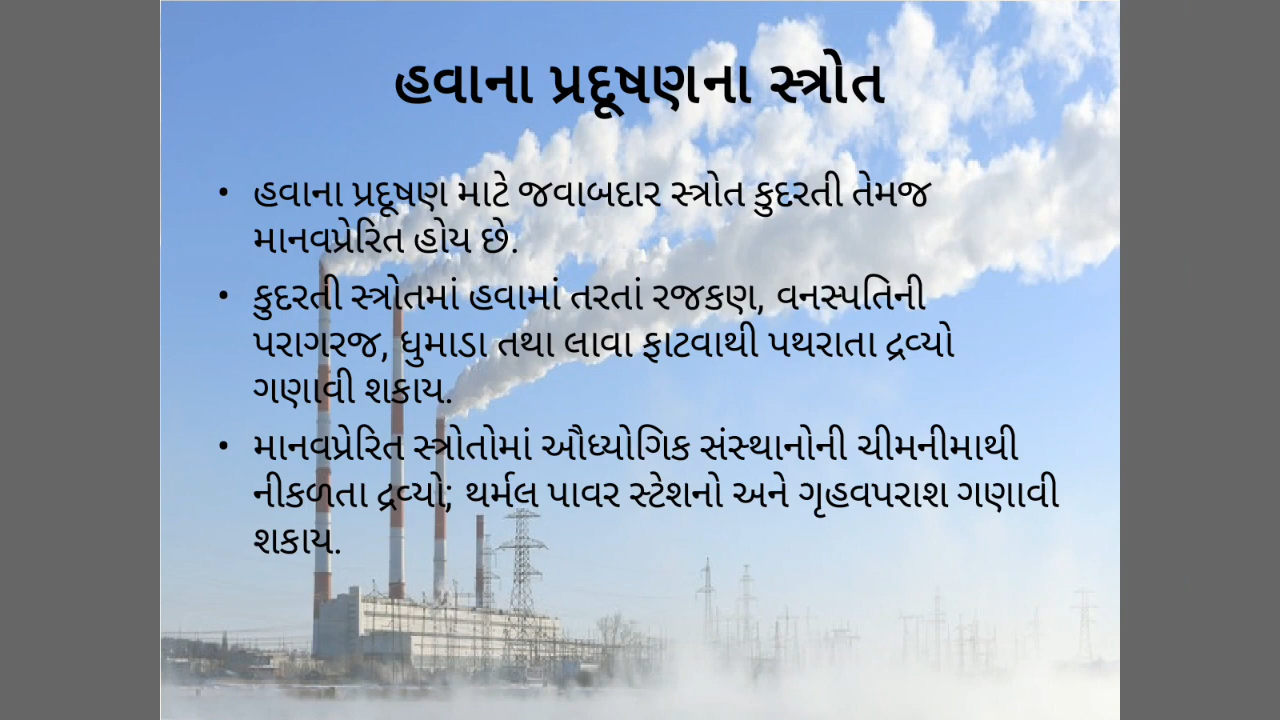 હવાના પ્રદૂષણના સ્ત્રોત
• હવાના પ્રદૂષણ માટે જવાબદાર સ્ત્રોત કુદરતી તેમજ
માનવપ્રેરિત હોય છે.
• કુદરતી સ્ત્રોતમાં હવામાં તરતાં રજકણ, વનસ્પતિની
પરાગરજ, ધુમાડા તથા લાવા ફાટવાથી પથરાતા દ્રવ્યો
ગણાવી શકાય.
• માનવપ્રેરિત સ્ત્રોતોમાં ઔધ્યોગિક સંસ્થાનોની ચીમનીમાથી
નીકળતા દ્રવ્યો; થર્મલ પાવર સ્ટેશનો અને ગૃહવપરાશ ગણાવી
શકાય.